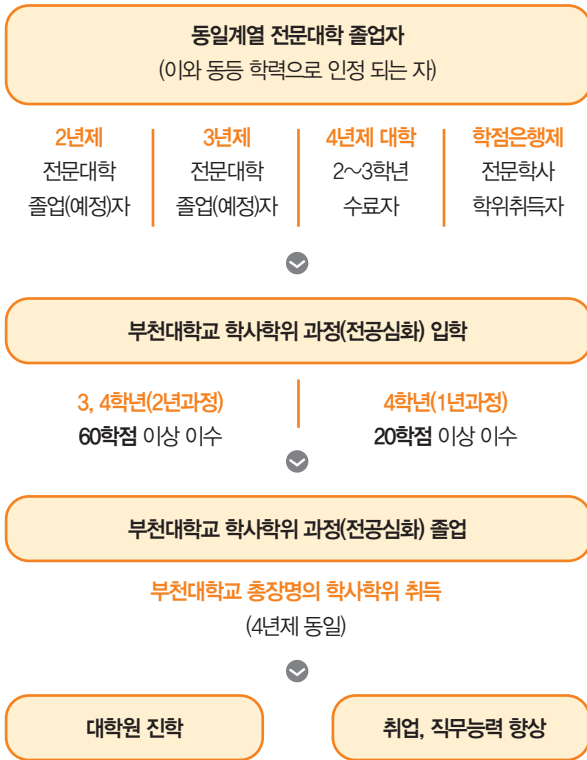 동일계열 전문대학 졸업자
(이와 동등 학력으로 인정 되는 자)
2년제
전문대학
졸업(예정)자
3년제
전문대학
졸업(예정)자
4년제 대학
2~3학년
수료자
학점은행제
전문학사
학위취득자
부천대학교 학사학위 과정(전공심화) 입학
3, 4학년(2년과정)
60학점 이상 이수
4학년(1년과정)
20학점 이상 이수
부천대학교 학사학위 과정(전공심화) 졸업
부천대학교 총장명의 학사학위 취득
(4년제 동일)
대학원 진학
취업, 직무능력 향상